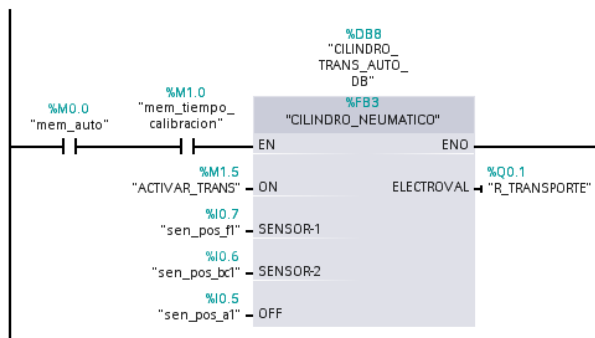 %DB8
"CILINDRO_
TRANS_AUTO_
DB"
%M0.0
"mem_auto"
%M1.0
"mem_tiempo_
calibracion"
%FB3
"CILINDRO_NEUMATICO"
EN
ENO
%M1.5
"ACTIVAR_TRANS"
ON
ELECTROVAL
%Q0.1
"R_TRANSPORTE"
%I0.7
"sen_pos_f1"
SENSOR-1
%I0.6
"sen_pos_bc1"
SENSOR-2
%I0.5
"sen_pos_a1"
OFF